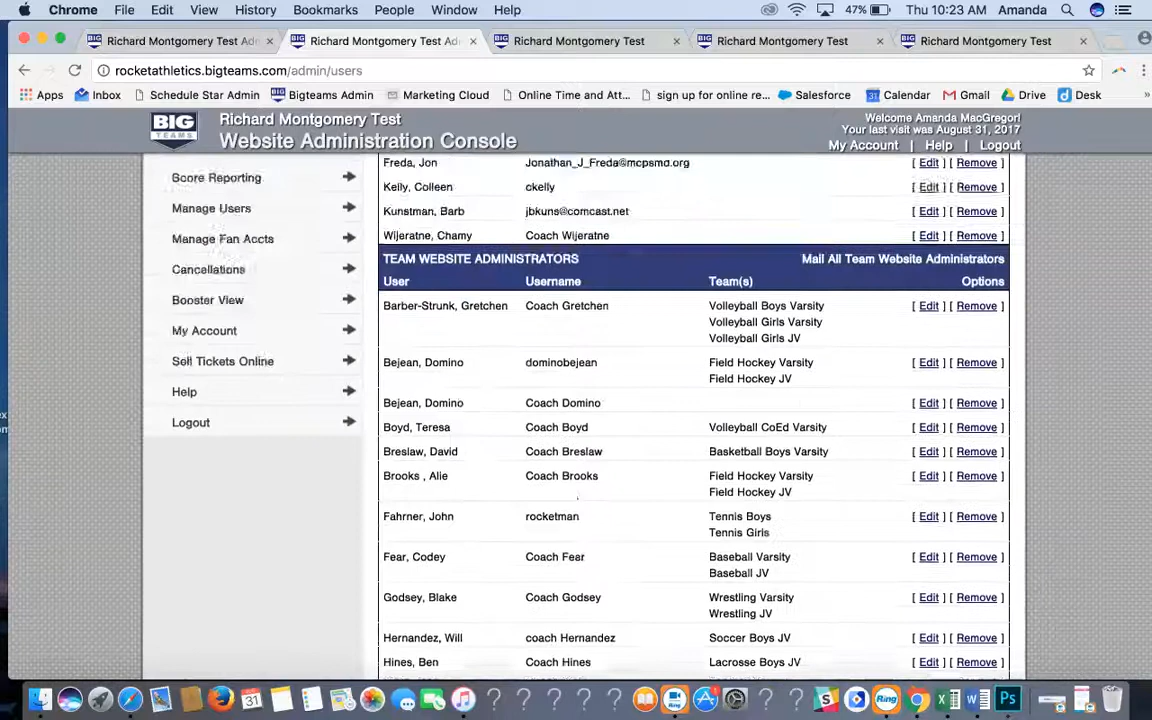 Chrome File Edit View History Bookmarks People Window Help 47% Thu 10:23 AM Amanda
Richard Montgomery Test Adm Richard Montgomery Test Adm Richard Montgomery Test Richard Montgomery Test Richard Montgomery Test
rocketathletics.bigteams.com/admin/users
Apps Inbox Schedule Star Admin Bigteams Admin Marketing Cloud Online Time and Att... sign up for online re... Salesforce Calendar Gmail Drive Desk »
BIG TEAMS
Richard Montgomery Test
Website Administration Console
Welcome Amanda MacGregor!
Your last visit was August 31, 2017
My Account Help Logout
Score Reporting
Manage Users
Manage Fan Accts
Cancellations
Booster View
My Account
Sell Tickets Online
Help
Logout
Freda, Jon Jonathan_J_Freda@mcpsmd.org [ Edit ] [ Remove ]
Kelly, Colleen ckelly [ Edit ] [ Remove ]
Kunstman, Barb jbkuns@comcast.net [ Edit ] [ Remove ]
Wijeratne, Chamy Coach Wijeratne [ Edit ] [ Remove ]
TEAM WEBSITE ADMINISTRATORS Mail All Team Website Administrators
User Username Team(s) Options
Barber-Strunk, Gretchen Coach Gretchen Volleyball Boys Varsity [ Edit ] [ Remove ]
Volleyball Girls Varsity
Volleyball Girls JV
Bejean, Domino dominobejean Field Hockey Varsity [ Edit ] [ Remove ]
Field Hockey JV
Bejean, Domino Coach Domino [ Edit ] [ Remove ]
Boyd, Teresa Coach Boyd Volleyball CoEd Varsity [ Edit ] [ Remove ]
Breslaw, David Coach Breslaw Basketball Boys Varsity [ Edit ] [ Remove ]
Brooks , Alie Coach Brooks Field Hockey Varsity [ Edit ] [ Remove ]
Field Hockey JV
Fahrner, John rocketman Tennis Boys [ Edit ] [ Remove ]
Tennis Girls
Fear, Codey Coach Fear Baseball Varsity [ Edit ] [ Remove ]
Baseball JV
Godsey, Blake Coach Godsey Wrestling Varsity [ Edit ] [ Remove ]
Wrestling JV
Hernandez, Will coach Hernandez Soccer Boys JV [ Edit ] [ Remove ]
Hines, Ben Coach Hines Lacrosse Boys JV [ Edit ] [ Remove ]
31 Ring Ring W Ps